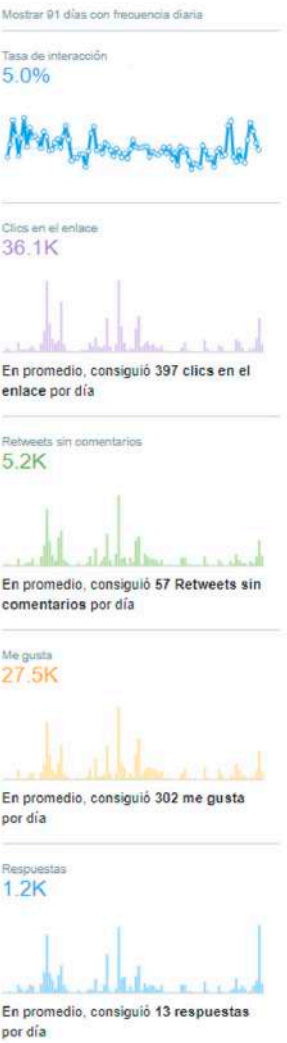 Mostrar 91 días con frecuencia diaria
Tasa de interacción
5.0%
Clics en el enlace
36.1K
En promedio, consiguió 397 clics en el
enlace por día
Retweets sin comentarios
5.2K
En promedio, consiguió 57 Retweets sin
comentarios por día
Me gusta
27.5K
En promedio, consiguió 302 me gusta
por día
Respuestas
1.2K
En promedio, consiguió 13 respuestas
por día